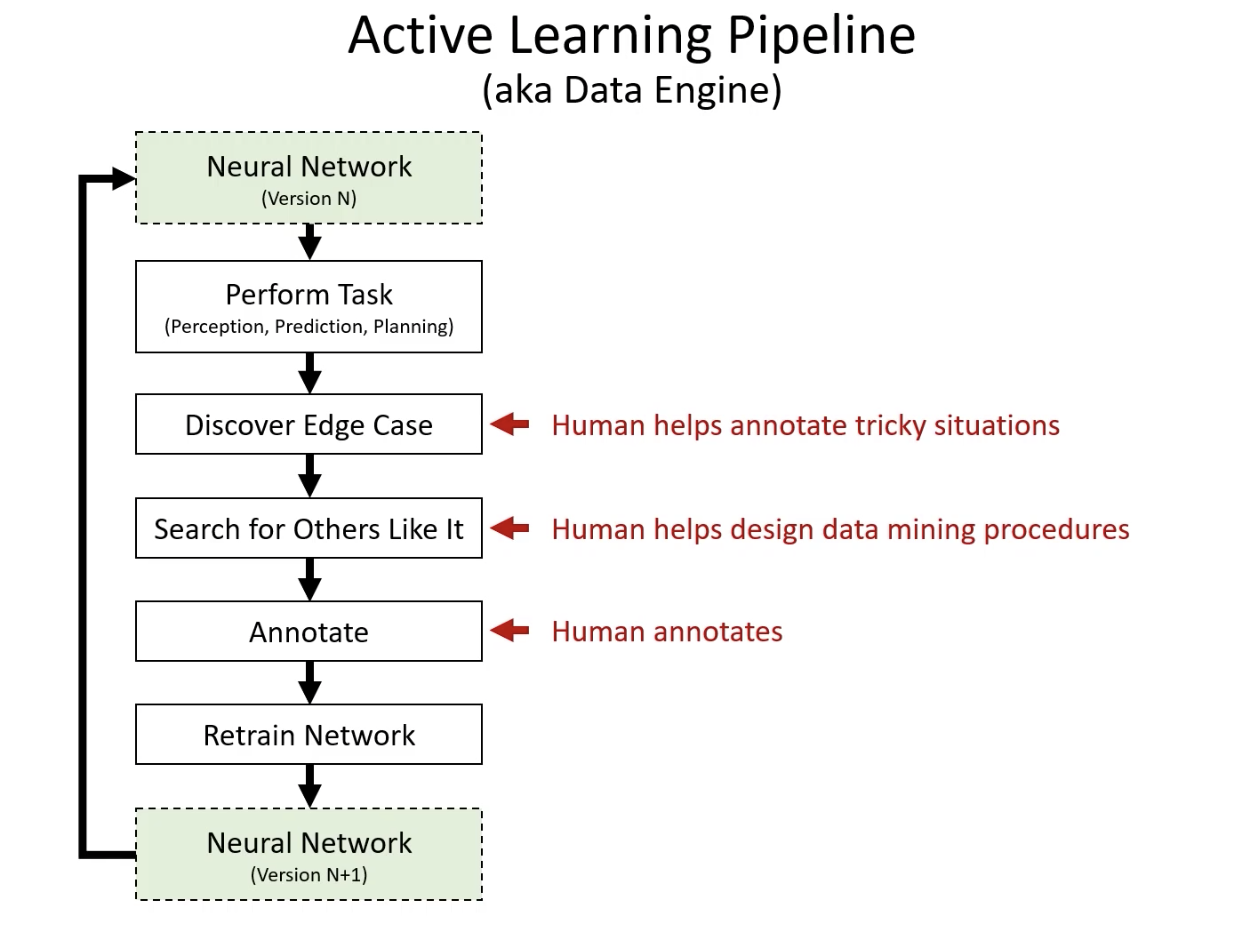 Active Learning Pipeline
(aka Data Engine)
Neural Network
(Version N)
Perform Task
(Perception, Prediction, Planning)
Discover Edge Case
Human helps annotate tricky situations
Search for Others Like It
Human helps design data mining procedures
Annotate
Human annotates
Retrain Network
Neural Network
(Version N+1)